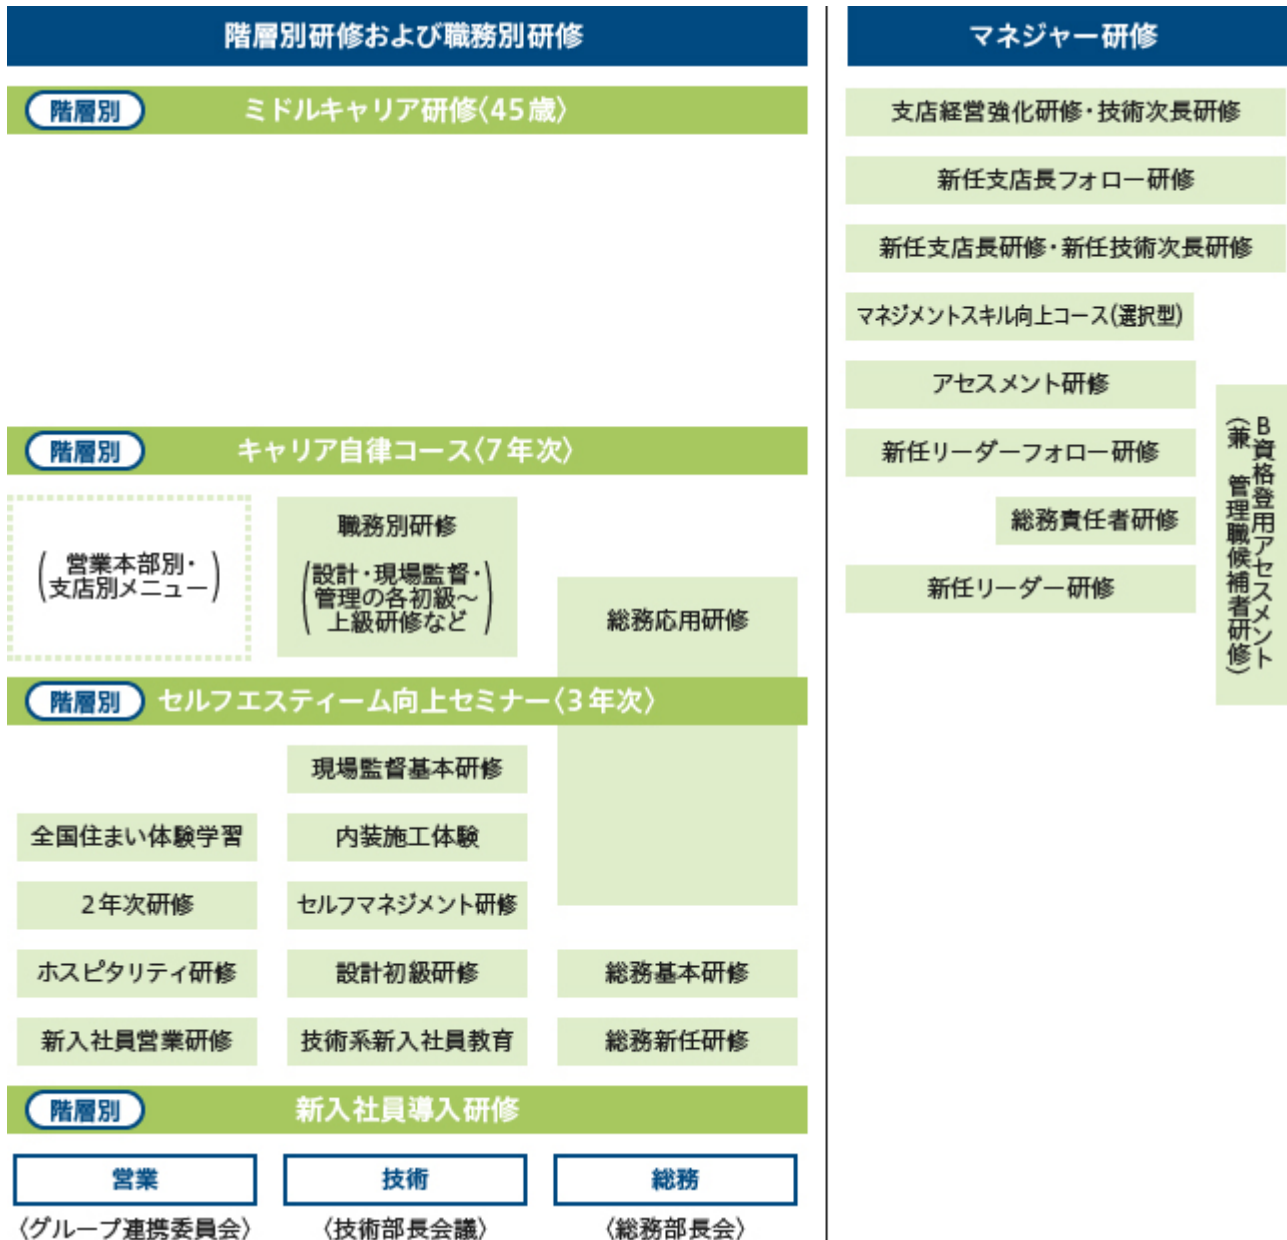 階層別研修および職務別研修
階層別 ミドルキャリア研修〈45歳〉
階層別 キャリア自律コース〈7年次〉
(営業本部別・
支店別メニュー)
職務別研修
(設計・現場監督・
管理の各初級〜
上級研修など)
総務応用研修
階層別 セルフエスティーム向上セミナー〈3年次〉
現場監督基本研修
全国住まい体験学習
内装施工体験
2年次研修
セルフマネジメント研修
ホスピタリティ研修
設計初級研修
総務基本研修
新入社員営業研修
技術系新入社員教育
総務新任研修
階層別 新入社員導入研修
営業
技術
総務
〈グループ連携委員会〉
〈技術部長会議〉
〈総務部長会〉
マネジャー研修
支店経営強化研修・技術次長研修
新任支店長フォロー研修
新任支店長研修・新任技術次長研修
マネジメントスキル向上コース(選択型)
アセスメント研修
新任リーダーフォロー研修
総務責任者研修
新任リーダー研修
B資格登用アセスメント
(兼 管理職候補者研修)